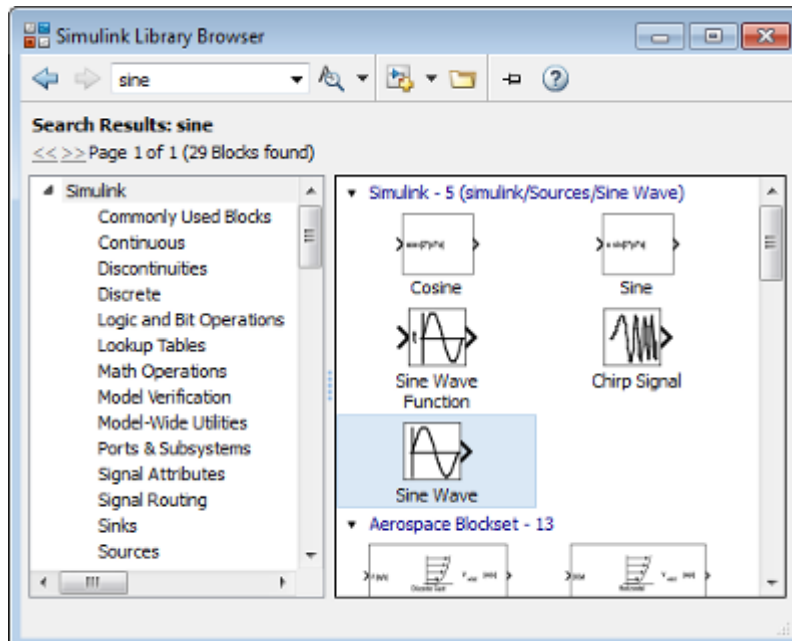 Simulink Library Browser
sine
Search Results: sine
<< >> Page 1 of 1 (29 Blocks found)
Simulink
Commonly Used Blocks
Continuous
Discontinuities
Discrete
Logic and Bit Operations
Lookup Tables
Math Operations
Model Verification
Model-Wide Utilities
Ports & Subsystems
Signal Attributes
Signal Routing
Sinks
Sources
Simulink - 5 (simulink/Sources/Sine Wave)
Cosine
Sine
t
Sine Wave
Function
Chirp Signal
Sine Wave
Aerospace Blockset - 13